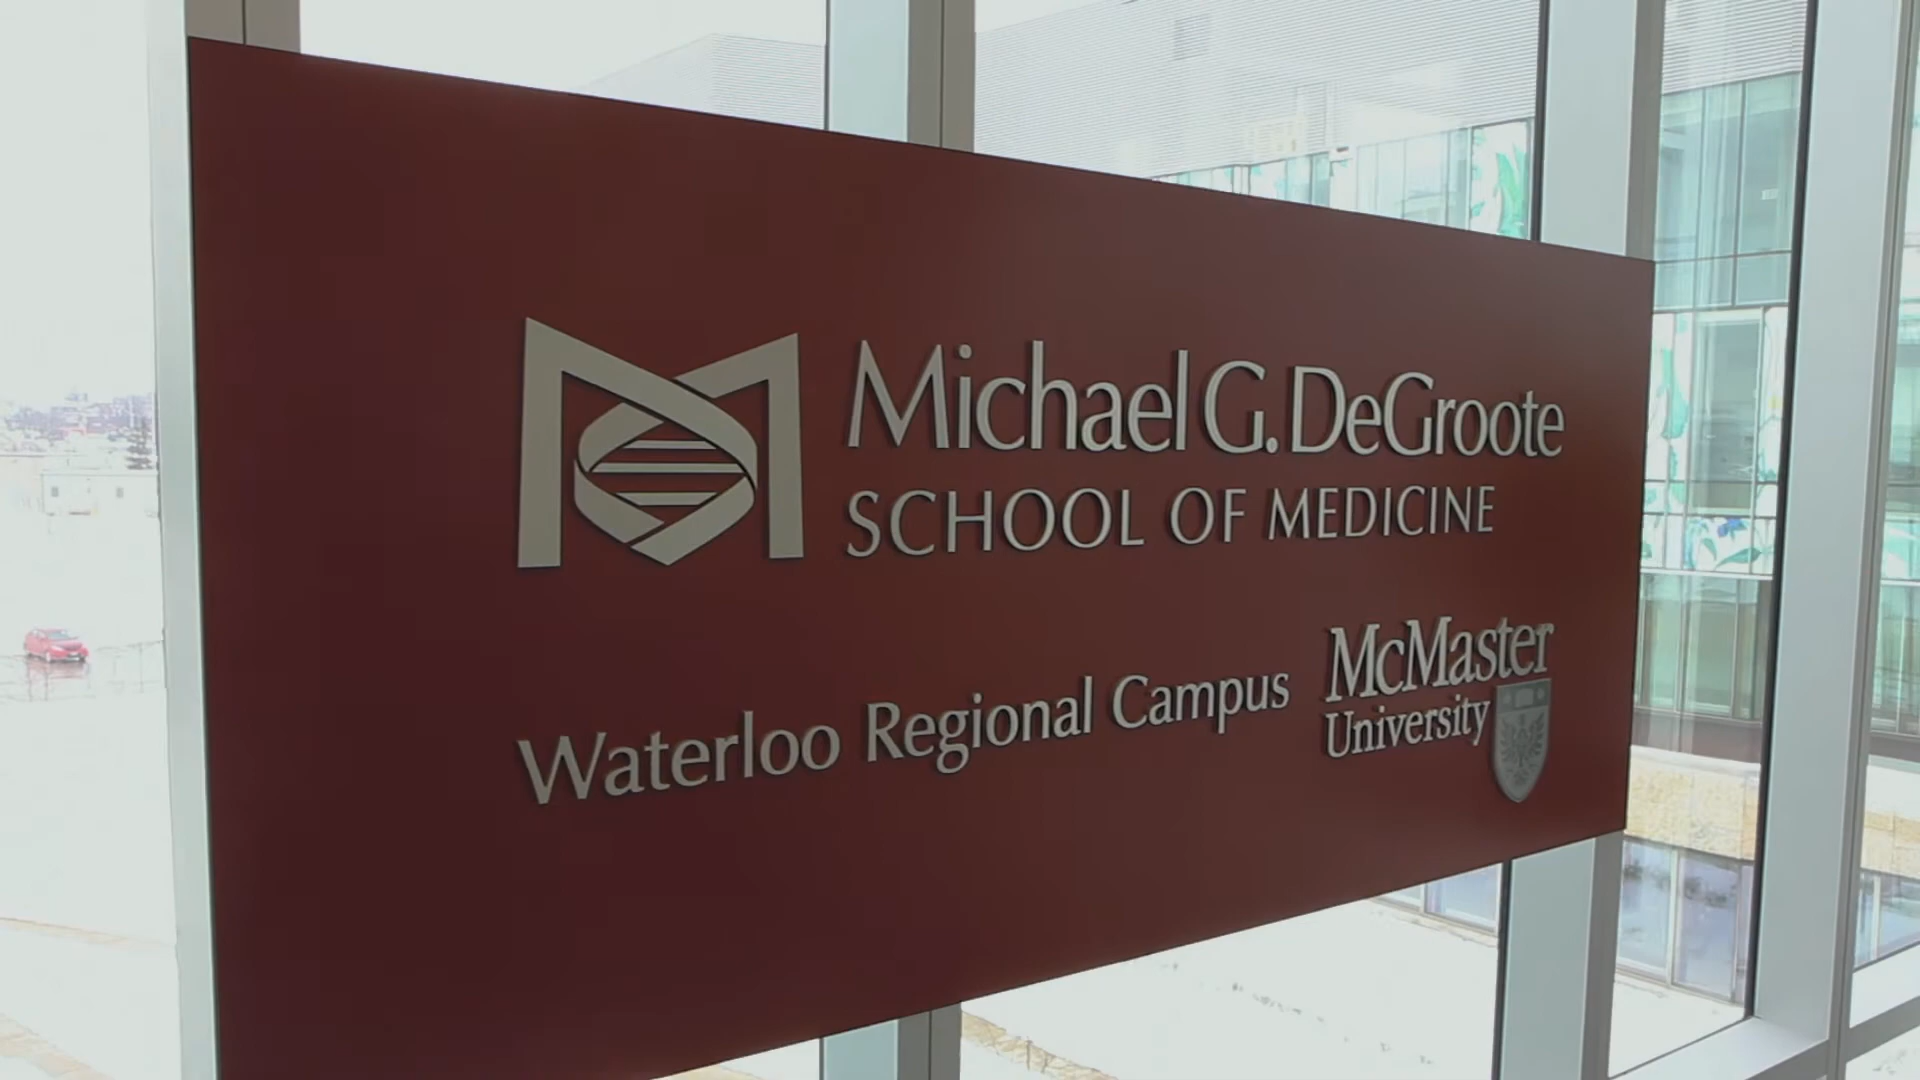 Michael G. DeGroote
SCHOOL OF MEDICINE
Waterloo Regional Campus
McMaster
University